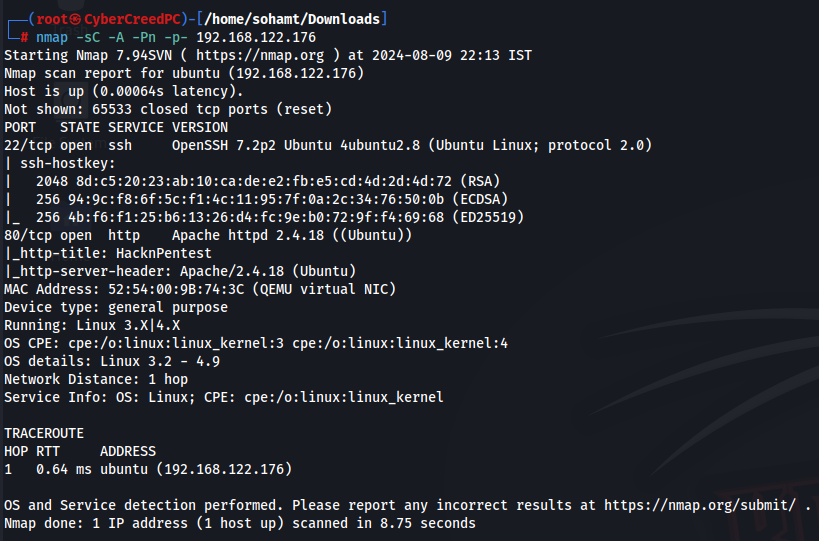 ┌──(root㉿CyberCreedPC)-[/home/sohamt/Downloads]
└─# nmap -sC -A -Pn -p- 192.168.122.176
Starting Nmap 7.94SVN ( https://nmap.org ) at 2024-08-09 22:13 IST
Nmap scan report for ubuntu (192.168.122.176)
Host is up (0.00064s latency).
Not shown: 65533 closed tcp ports (reset)
PORT   STATE SERVICE VERSION
22/tcp open  ssh     OpenSSH 7.2p2 Ubuntu 4ubuntu2.8 (Ubuntu Linux; protocol 2.0)
| ssh-hostkey:
|   2048 8d:c5:20:23:ab:10:ca:de:e2:fb:e5:cd:4d:2d:4d:72 (RSA)
|   256 94:9c:f8:6f:5c:f1:4c:11:95:7f:0a:2c:34:76:50:0b (ECDSA)
|_  256 4b:f6:f1:25:b6:13:26:d4:fc:9e:b0:72:9f:f4:69:68 (ED25519)
80/tcp open  http    Apache httpd 2.4.18 ((Ubuntu))
|_http-title: HacknPentest
|_http-server-header: Apache/2.4.18 (Ubuntu)
MAC Address: 52:54:00:9B:74:3C (QEMU virtual NIC)
Device type: general purpose
Running: Linux 3.X|4.X
OS CPE: cpe:/o:linux:linux_kernel:3 cpe:/o:linux:linux_kernel:4
OS details: Linux 3.2 - 4.9
Network Distance: 1 hop
Service Info: OS: Linux; CPE: cpe:/o:linux:linux_kernel

TRACEROUTE
HOP RTT     ADDRESS
1   0.64 ms ubuntu (192.168.122.176)

OS and Service detection performed. Please report any incorrect results at https://nmap.org/submit/ .
Nmap done: 1 IP address (1 host up) scanned in 8.75 seconds